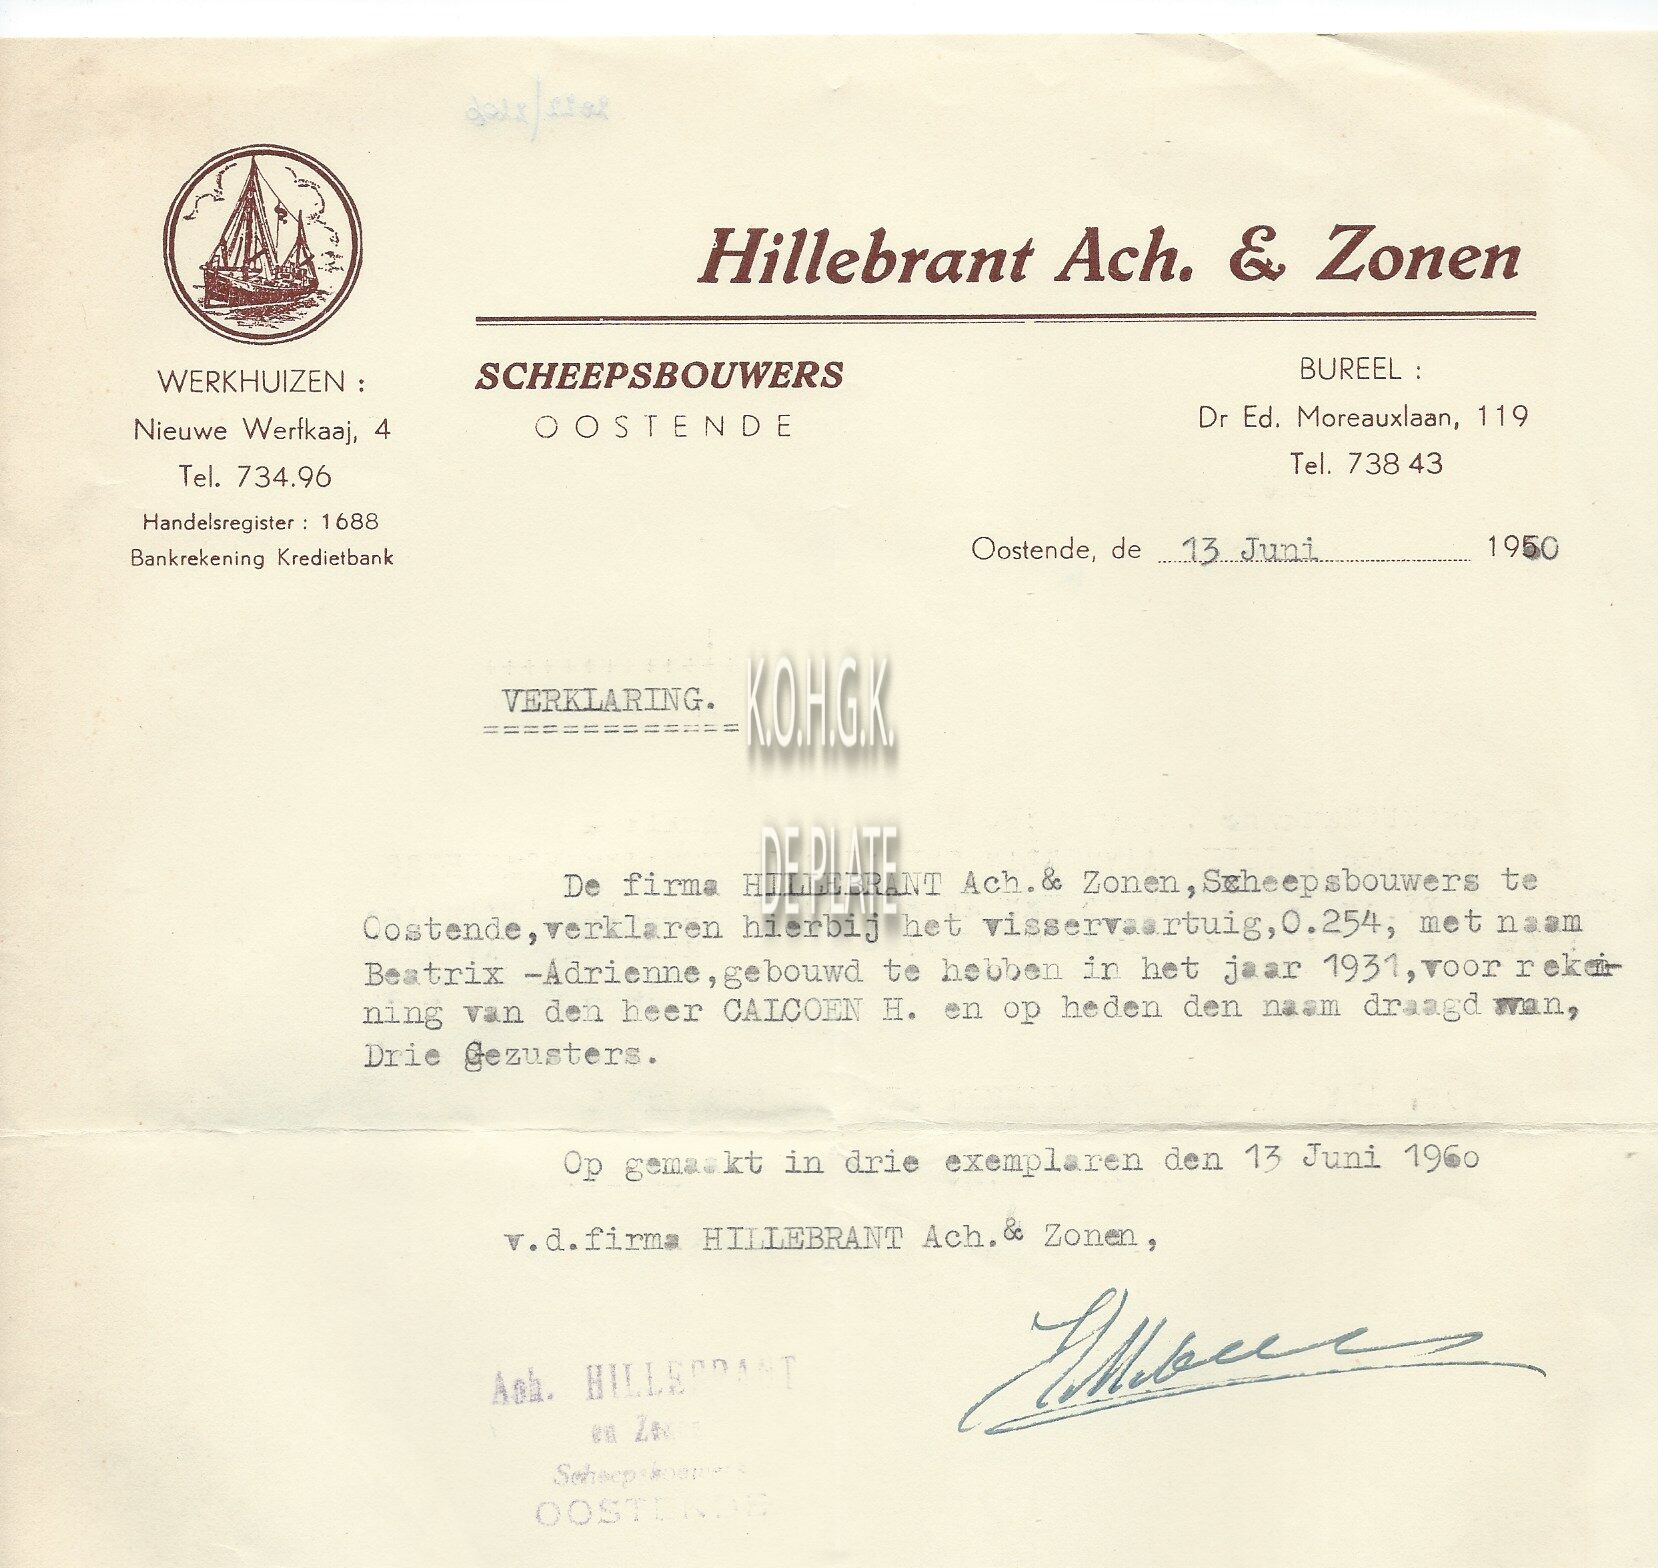 Hillebrant Ach. & Zonen
SCHEEPSBOUWERS
OOSTENDE
WERKHUIZEN :
Nieuwe Werfkaaj, 4
Tel. 734.96
Handelsregister : 1688
Bankrekening Kredietbank
BUREEL :
Dr Ed. Moreauxlaan, 119
Tel. 738 43
Oostende, de 13 Juni 1960
VERKLARING.
=============
K.O.H.G.K.
DE PLATE
De firma HILLEBRANT Ach.& Zonen,Scheepsbouwers te
Oostende,verklaren hierbij het visservaartuig,O.254, met naam
Beatrix -Adrienne,gebouwd te hebben in het jaar 1931,voor rekei-
ning van den heer CALCOEN H. en op heden den naam draagd van,
Drie Gezusters.
Op gemaakt in drie exemplaren den 13 Juni 1960
v.d.firma HILLEBRANT Ach.& Zonen,
Ach. HILLEBRANT
en
Scheepsbouwers
OOSTENDE